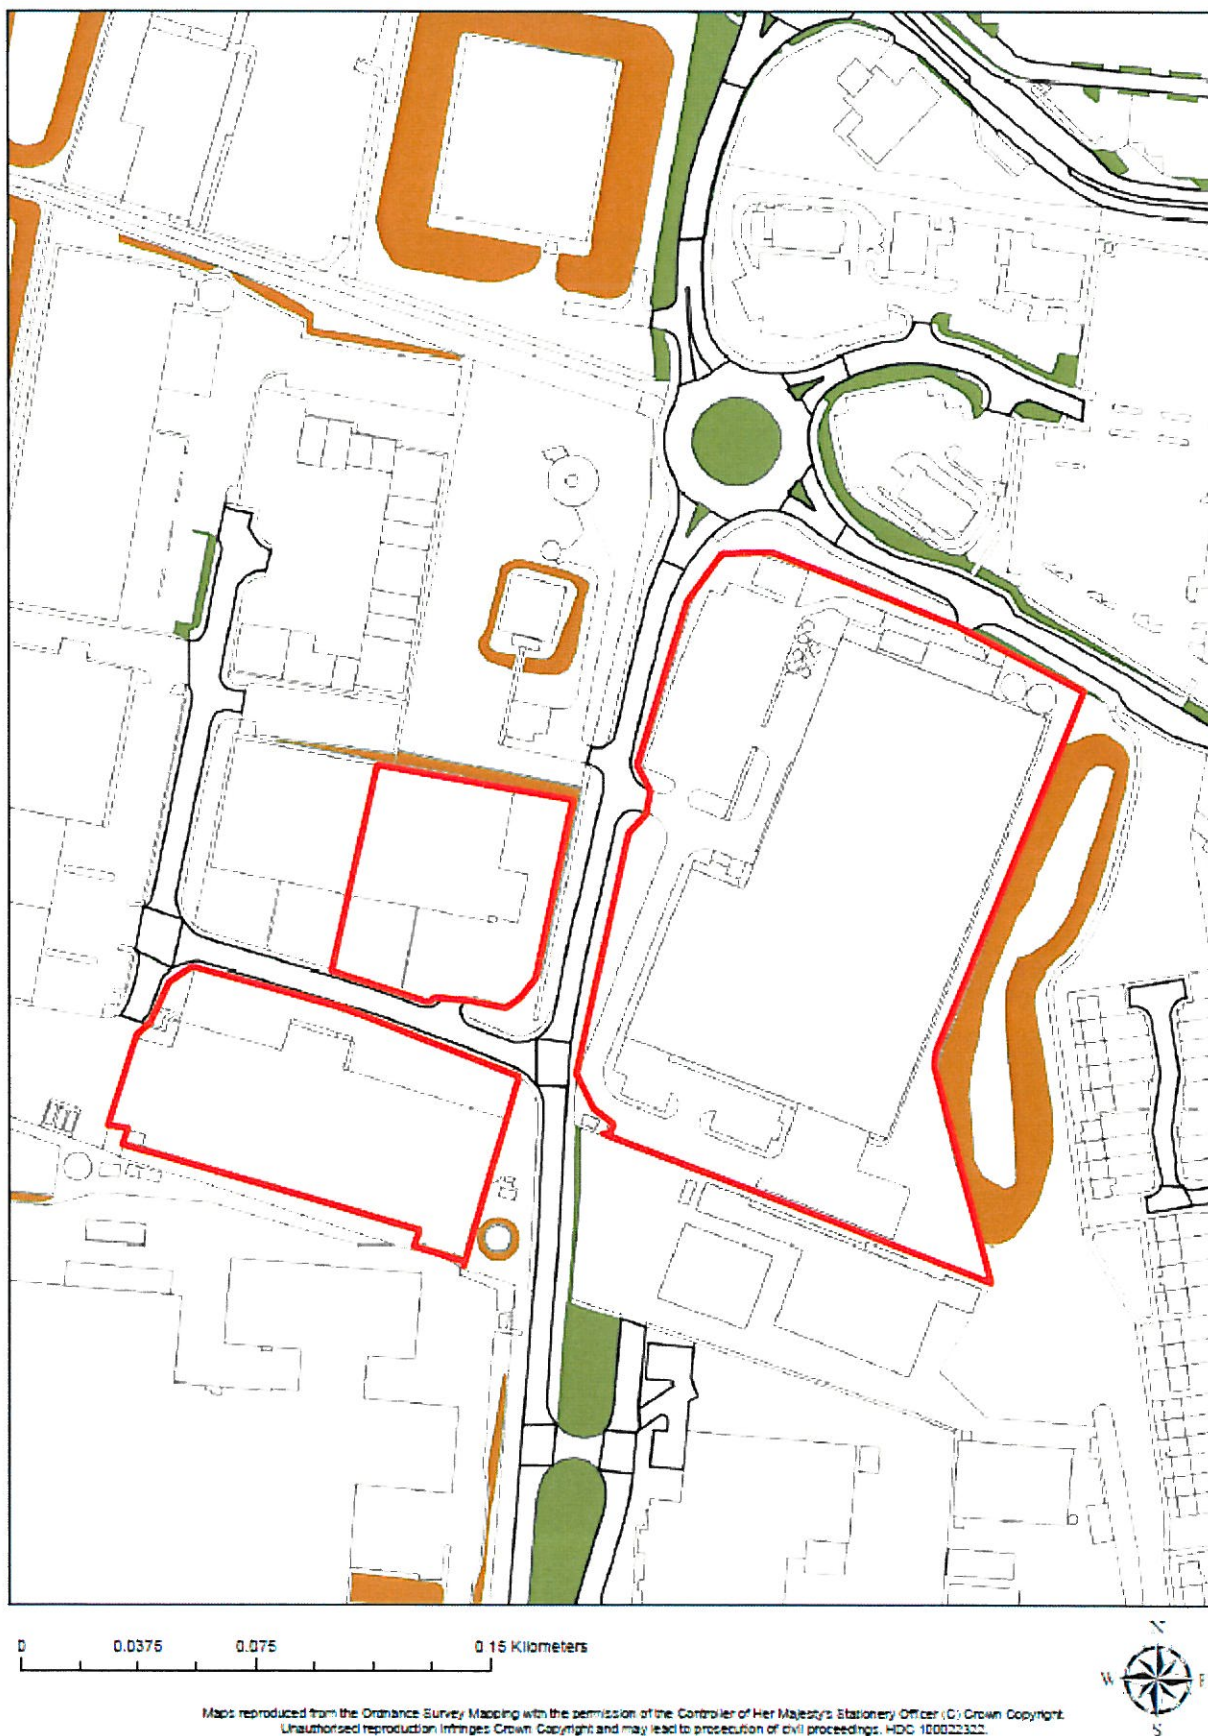 0 0.0375 0.075 0.15 Kilometers
N
W E
S
Maps reproduced from the Ordnance Survey Mapping with the permission of the Controller of Her Majesty's Stationery Officer (C) Crown Copyright.
Unauthorised reproduction infringes Crown Copyright and may lead to prosecution of civil proceedings. HDC 100022322.